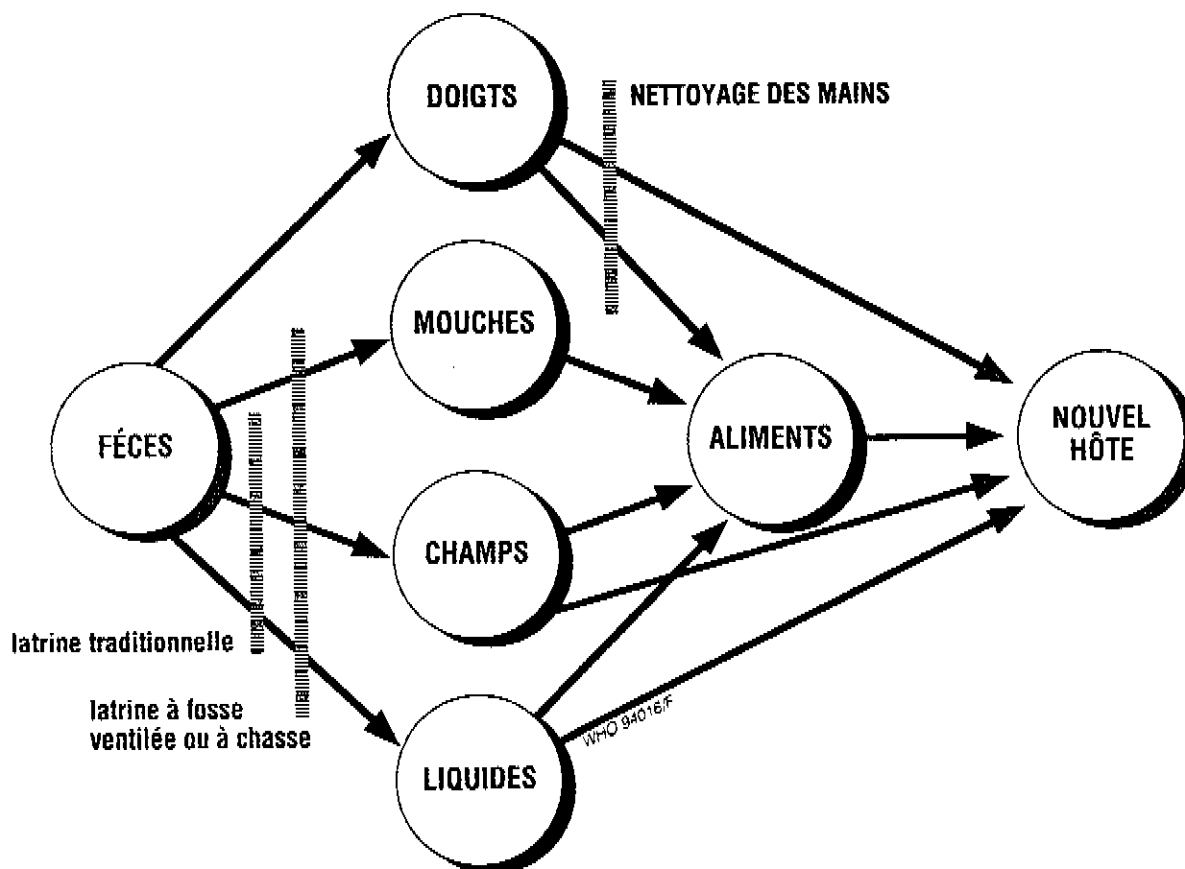 DOIGTS
NETTOYAGE DES MAINS
MOUCHES
FÉCES
ALIMENTS
NOUVEL
HÔTE
CHAMPS
latrine traditionnelle
latrine à fosse
ventilée ou à chasse
LIQUIDES
WHO 94016/F